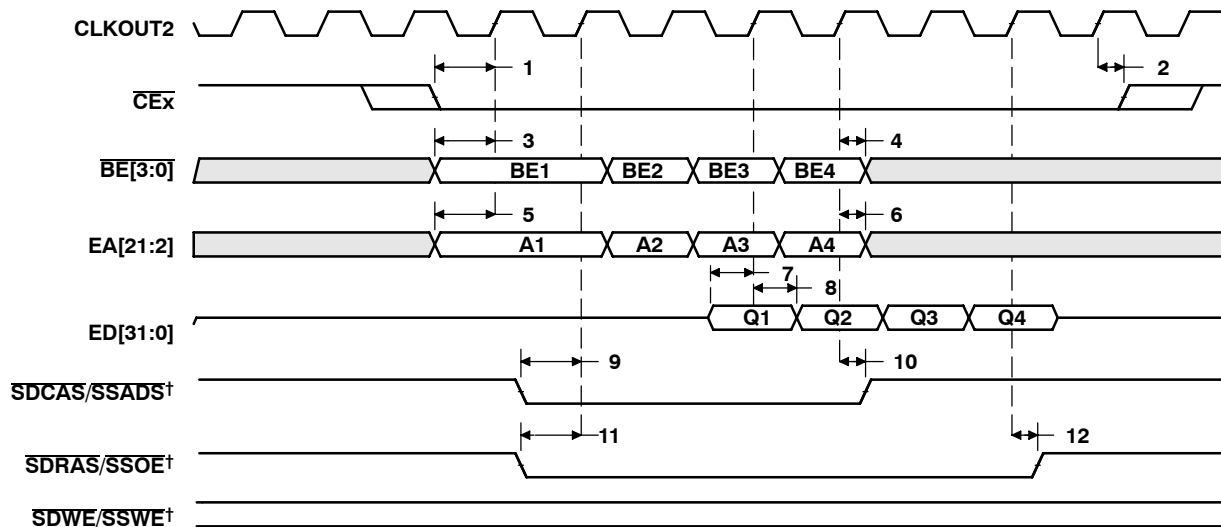 CLKOUT2
1
2
CEx
3
4
BE[3:0]
BE1 BE2 BE3 BE4
5
6
EA[21:2]
A1 A2 A3 A4
7
8
ED[31:0]
Q1 Q2 Q3 Q4
9
10
SDCAS/SSADS†
11
12
SDRAS/SSOE†
SDWE/SSWE†